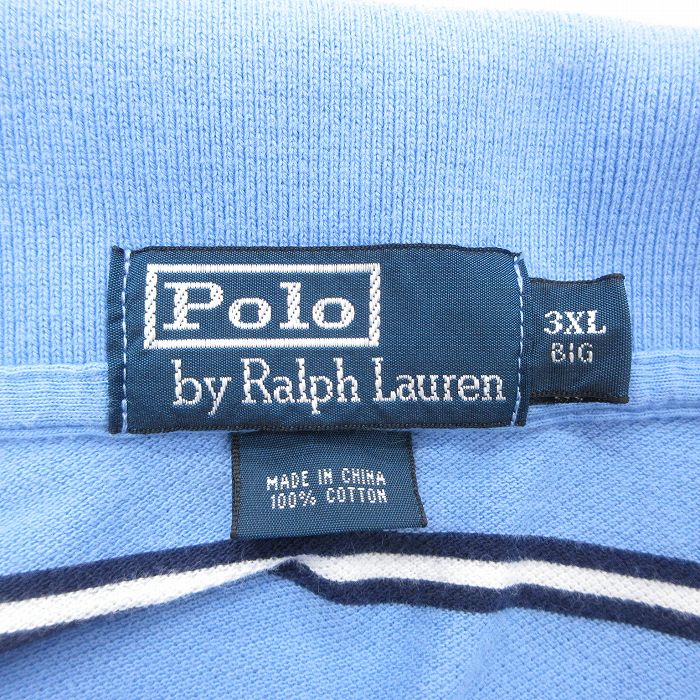 Polo
by Ralph Lauren
3XL
BIG
MADE IN CHINA
100% COTTON